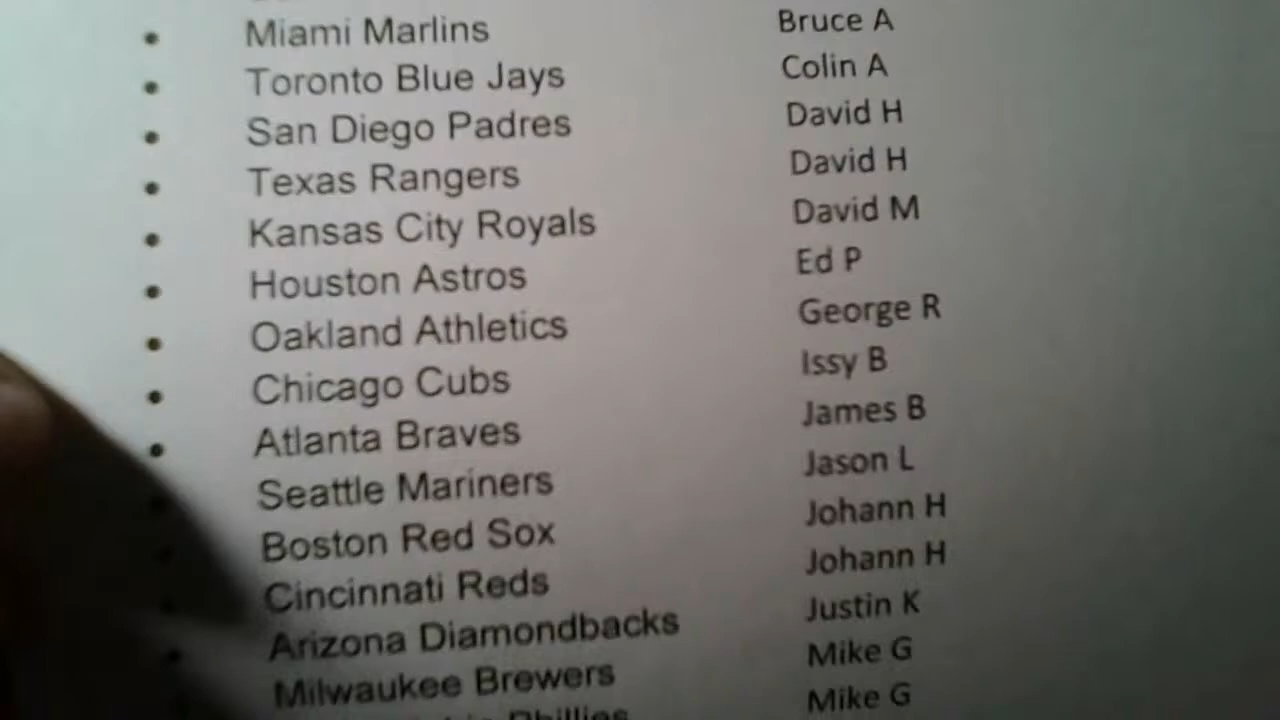 Miami Marlins Bruce A
Toronto Blue Jays Colin A
San Diego Padres David H
Texas Rangers David H
Kansas City Royals David M
Houston Astros Ed P
Oakland Athletics George R
Chicago Cubs Issy B
Atlanta Braves James B
Seattle Mariners Jason L
Boston Red Sox Johann H
Cincinnati Reds Johann H
Arizona Diamondbacks Justin K
Milwaukee Brewers Mike G
Phillies Mike G